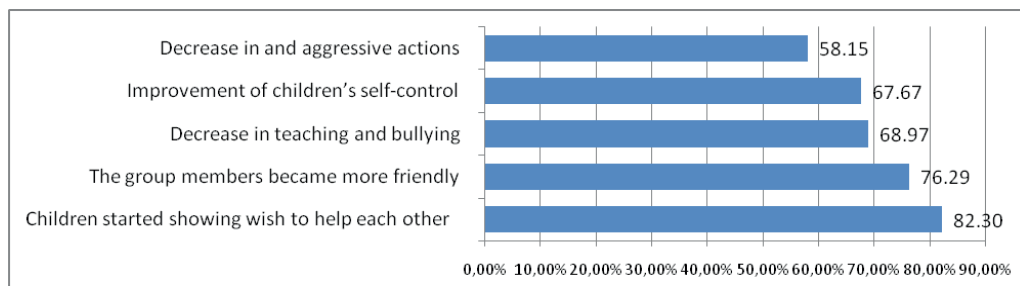 Decrease in and aggressive actions 58.15
Improvement of children's self-control 67.67
Decrease in teaching and bullying 68.97
The group members became more friendly 76.29
Children started showing wish to help each other 82.30
0,00% 10,00% 20,00% 30,00% 40,00% 50,00% 60,00% 70,00% 80,00% 90,00%